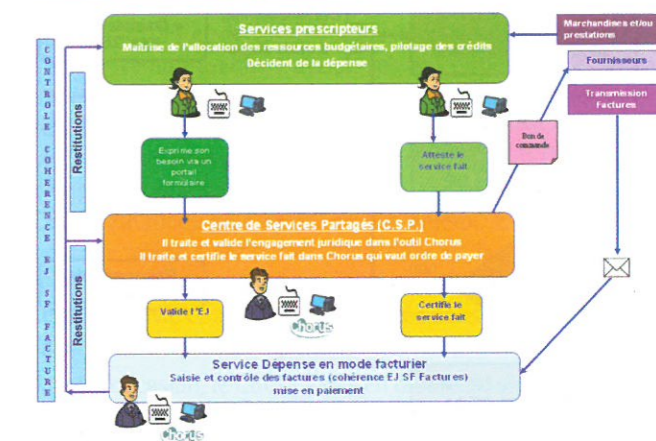 Services prescripteurs
Maîtrise de l'allocation des ressources budgétaires, pilotage des crédits
Décident de la dépense
Marchandises et/ou
prestations
Fournisseurs
Transmission
Factures
CONTROLE COHERENCE EJ SF FACTURE
Restitutions
Exprime son
besoin via un
portail
formulaire
Atteste le
service fait
Bon de
commande
Centre de Services Partagés (C.S.P.)
Il traite et valide l'engagement juridique dans l'outil Chorus
Il traite et certifie le service fait dans Chorus qui vaut ordre de payer
Restitutions
Valide l'EJ
Certifie le
service fait
Chorus
Service Dépense en mode facturier
Saisie et contrôle des factures (cohérence EJ SF Factures)
mise en paiement
Chorus